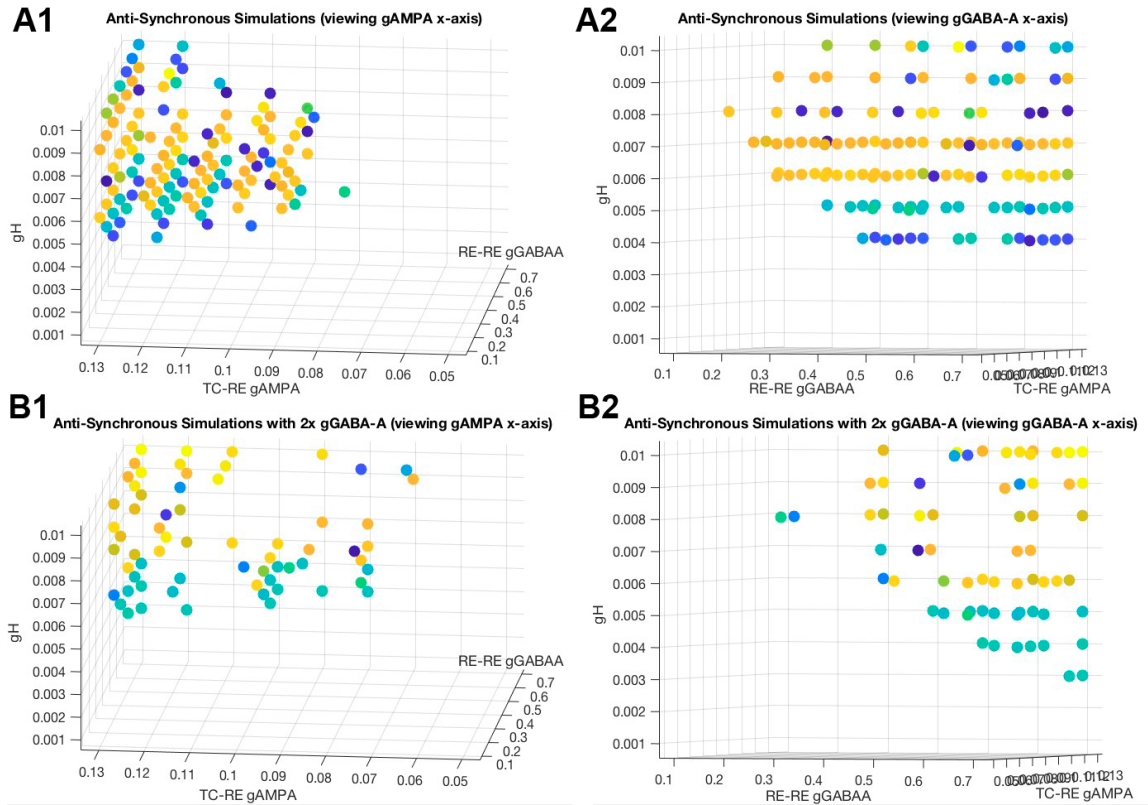 A1
Anti-Synchronous Simulations (viewing gAMPA x-axis)
0.01
0.009
0.008
0.007
0.006
0.005
0.004
0.003
0.002
0.001
gH
RE-RE gGABAA
0.7
0.6
0.5
0.4
0.3
0.2
0.1
0.13 0.12 0.11 0.1 0.09 0.08 0.07 0.06 0.05
TC-RE gAMPA
A2
Anti-Synchronous Simulations (viewing gGABA-A x-axis)
0.01
0.009
0.008
0.007
0.006
0.005
0.004
0.003
0.002
0.001
gH
0.1 0.2 0.3 0.4 0.5 0.6 0.7
RE-RE gGABAA
TC-RE gAMPA
B1
Anti-Synchronous Simulations with 2x gGABA-A (viewing gAMPA x-axis)
0.01
0.009
0.008
0.007
0.006
0.005
0.004
0.003
0.002
0.001
gH
RE-RE gGABAA
0.7
0.6
0.5
0.4
0.3
0.2
0.1
0.13 0.12 0.11 0.1 0.09 0.08 0.07 0.06 0.05
TC-RE gAMPA
B2
Anti-Synchronous Simulations with 2x gGABA-A (viewing gGABA-A x-axis)
0.01
0.009
0.008
0.007
0.006
0.005
0.004
0.003
0.002
0.001
gH
0.1 0.2 0.3 0.4 0.5 0.6 0.7
RE-RE gGABAA
TC-RE gAMPA